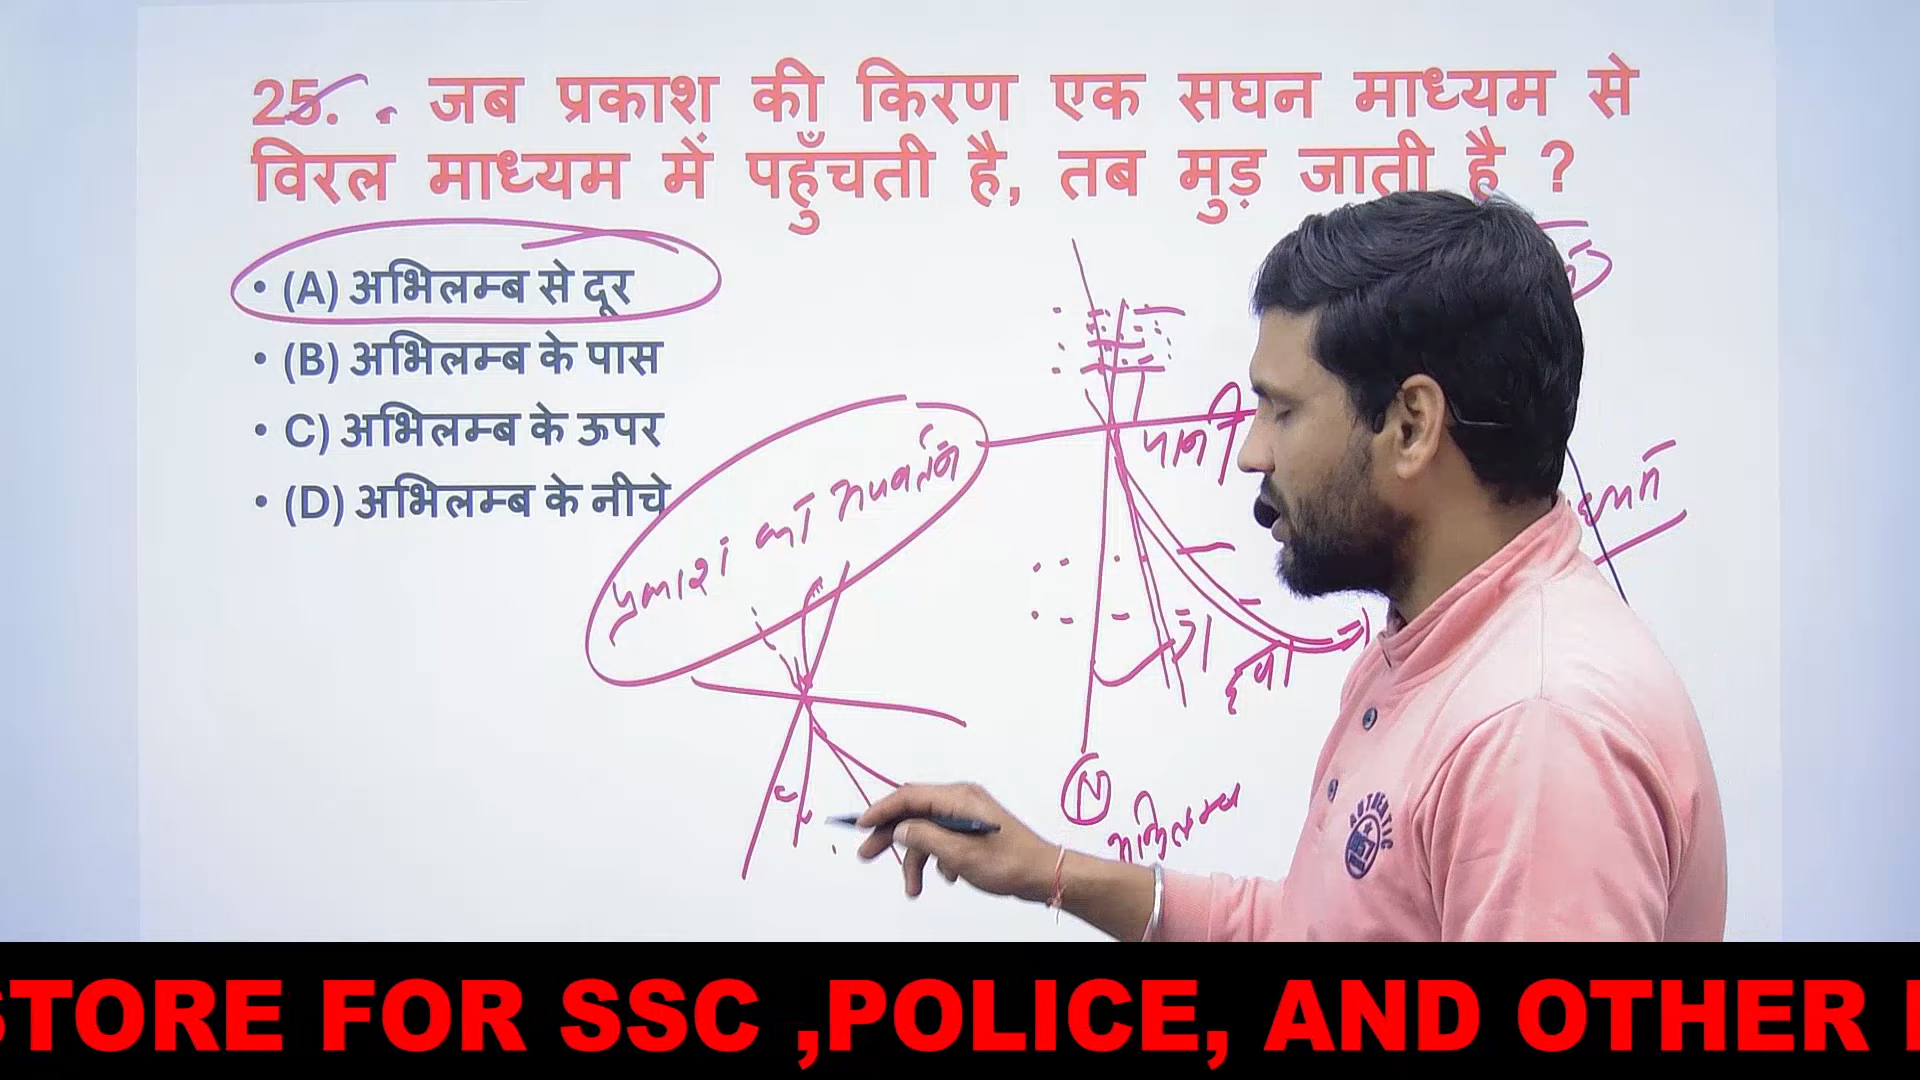 25. जब प्रकाश की किरण एक सघन माध्यम से
विरल माध्यम में पहुँचती है, तब मुड़ जाती है ?
• (A) अभिलम्ब से दूर
• (B) अभिलम्ब के पास
• C) अभिलम्ब के ऊपर
• (D) अभिलम्ब के नीचे
प्रकाश का अपवर्तन
पानी
हवा
N
अभिलम्ब
AUTHENTIC
STORE FOR SSC ,POLICE, AND OTHER